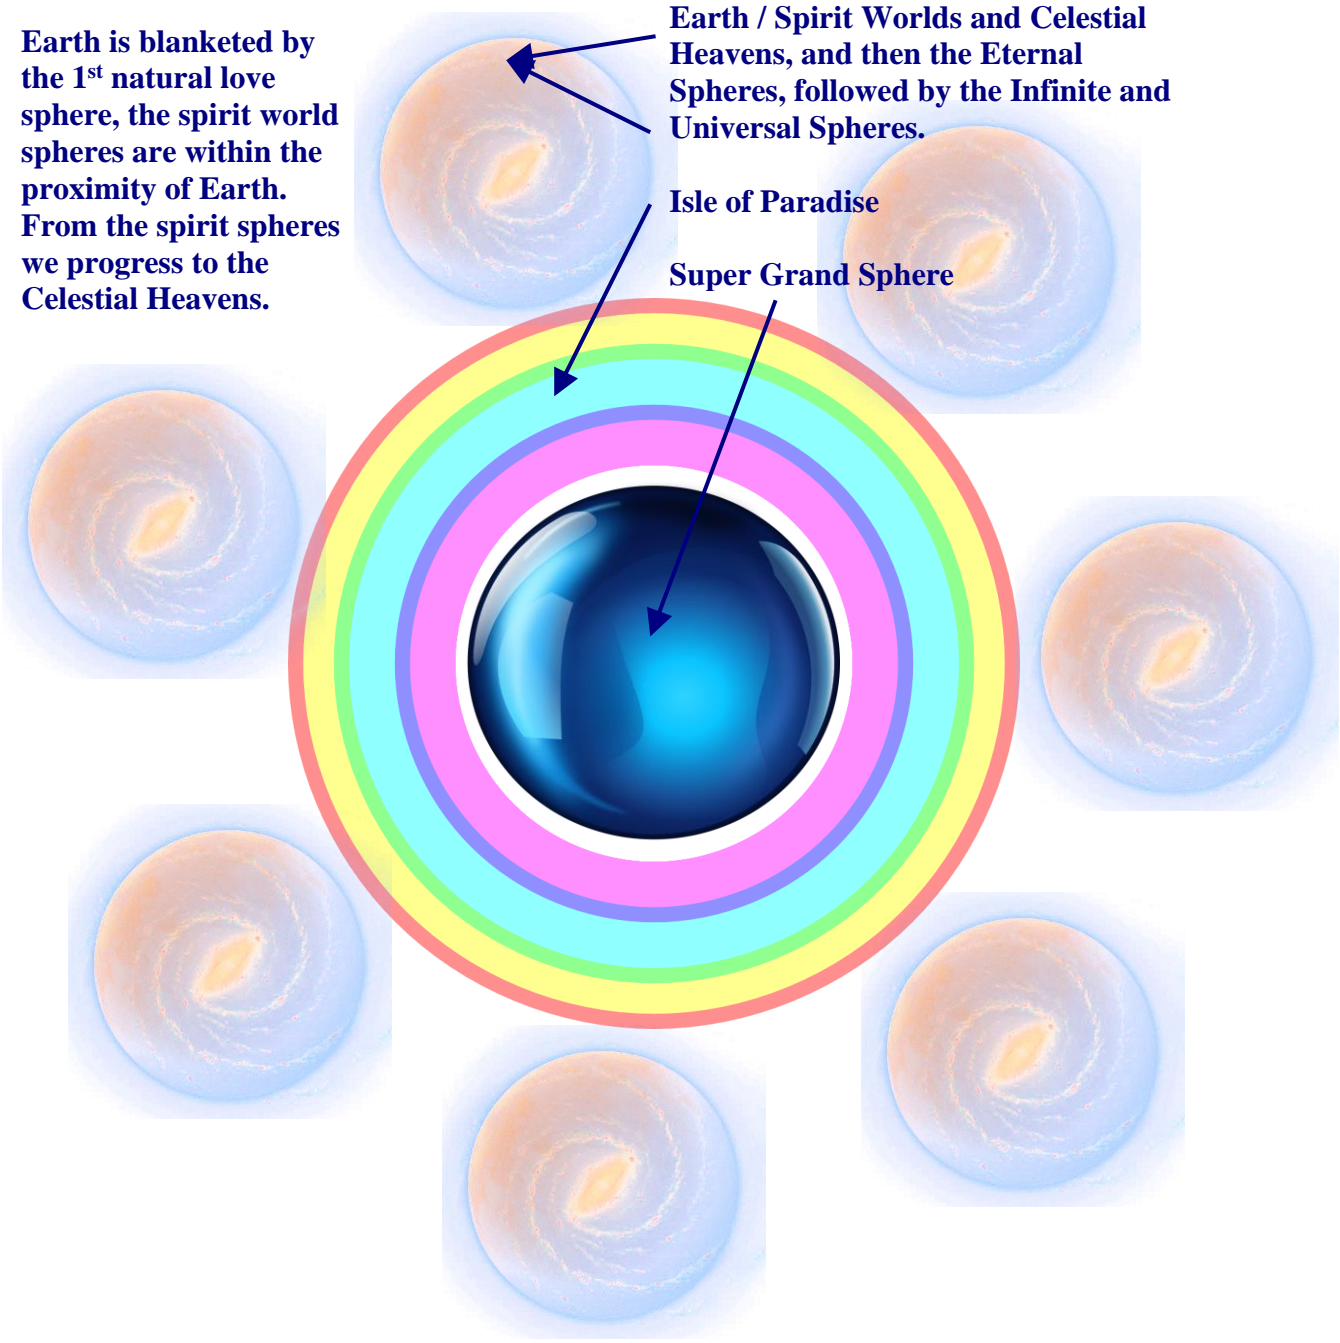 Earth is blanketed by
the 1st natural love
sphere, the spirit world
spheres are within the
proximity of Earth.
From the spirit spheres
we progress to the
Celestial Heavens.
Earth / Spirit Worlds and Celestial
Heavens, and then the Eternal
Spheres, followed by the Infinite and
Universal Spheres.
Isle of Paradise
Super Grand Sphere